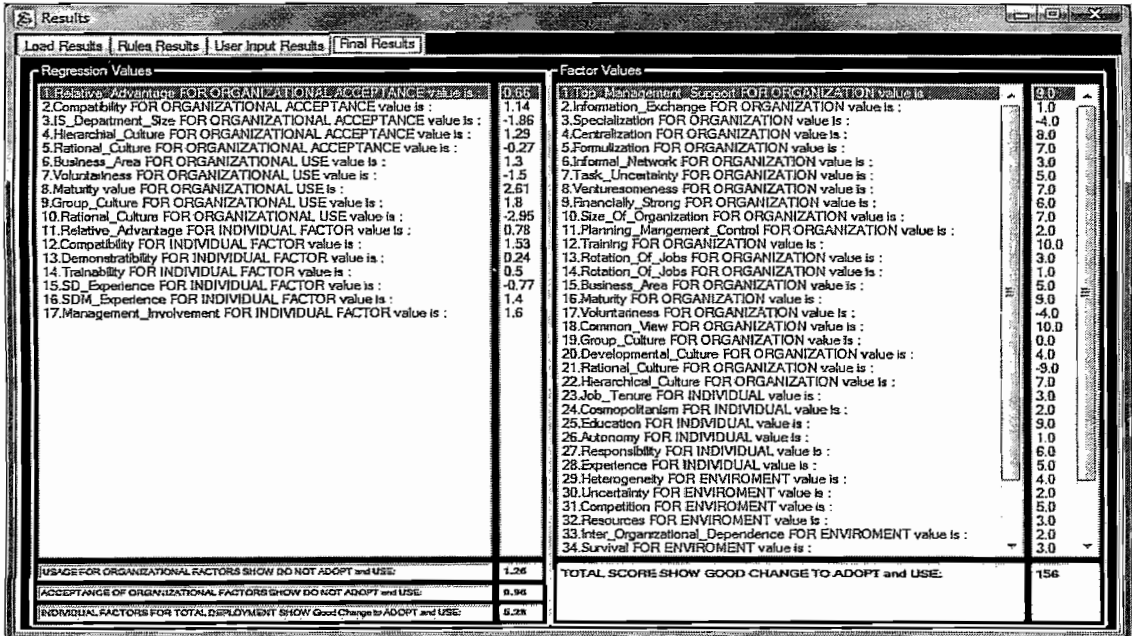 Results
Load Results Rules Results User Input Results Final Results
Regression Values
1.Relative_Advantage FOR ORGANIZATIONAL ACCEPTANCE value is : 0.66
2.Compatibility FOR ORGANIZATIONAL ACCEPTANCE value is : 1.14
3.IS_Department_Size FOR ORGANIZATIONAL ACCEPTANCE value is : -1.86
4.Hierarchial_Culture FOR ORGANIZATIONAL ACCEPTANCE value is : 1.29
5.Rational_Culture FOR ORGANIZATIONAL ACCEPTANCE value is : -0.27
6.Business_Area FOR ORGANIZATIONAL USE value is : 1.3
7.Voluntariness FOR ORGANIZATIONAL USE value is : -1.5
8.Maturity value FOR ORGANIZATIONAL USE is : 2.61
9.Group_Culture FOR ORGANIZATIONAL USE value is : 1.8
10.Rational_Culture FOR ORGANIZATIONAL USE value is : -2.95
11.Relative_Advantage FOR INDIVIDUAL FACTOR value is : 0.78
12.Compatibility FOR INDIVIDUAL FACTOR value is : 1.53
13.Demonstratibility FOR INDIVIDUAL FACTOR value is : 0.24
14.Trainability FOR INDIVIDUAL FACTOR value is : 0.5
15.SD_Experience FOR INDIVIDUAL FACTOR value is : -0.77
16.SDM_Experience FOR INDIVIDUAL FACTOR value is : 1.4
17.Management_Involvement FOR INDIVIDUAL FACTOR value is : 1.6
USAGE FOR ORGANIZATIONAL FACTORS SHOW DO NOT ADOPT and USE: 1.26
ACCEPTANCE OF ORGANIZATIONAL FACTORS SHOW DO NOT ADOPT and USE: 0.96
INDIVIDUAL FACTORS FOR TOTAL DEPLOYMENT SHOW Good Change to ADOPT and USE: 5.28
Factor Values
1.Top_Management_Support FOR ORGANIZATION value is : 9.0
2.Information_Exchange FOR ORGANIZATION value is : 1.0
3.Specialization FOR ORGANIZATION value is : -4.0
4.Centralization FOR ORGANIZATION value is : 8.0
5.Formulization FOR ORGANIZATION value is : 7.0
6.Informal_Network FOR ORGANIZATION value is : 3.0
7.Task_Uncertainty FOR ORGANIZATION value is : 5.0
8.Venturesomeness FOR ORGANIZATION value is : 7.0
9.Financially_Strong FOR ORGANIZATION value is : 6.0
10.Size_Of_Organization FOR ORGANIZATION value is : 7.0
11.Planning_Mangement_Control FOR ORGANIZATION value is : 2.0
12.Training FOR ORGANIZATION value is : 10.0
13.Rotation_Of_Jobs FOR ORGANIZATION value is : 3.0
14.Rotation_Of_Jobs FOR ORGANIZATION value is : 1.0
15.Business_Area FOR ORGANIZATION value is : 5.0
16.Maturity FOR ORGANIZATION value is : 9.0
17.Voluntariness FOR ORGANIZATION value is : -4.0
18.Common_View FOR ORGANIZATION value is : 10.0
19.Group_Culture FOR ORGANIZATION value is : 0.0
20.Developmental_Culture FOR ORGANIZATION value is : 4.0
21.Rational_Culture FOR ORGANIZATION value is : -9.0
22.Hierarchical_Culture FOR ORGANIZATION value is : 7.0
23.Job_Tenure FOR INDIVIDUAL value is : 3.0
24.Cosmopolitanism FOR INDIVIDUAL value is : 2.0
25.Education FOR INDIVIDUAL value is : 9.0
26.Autonomy FOR INDIVIDUAL value is : 1.0
27.Responsibility FOR INDIVIDUAL value is : 6.0
28.Experience FOR INDIVIDUAL value is : 5.0
29.Heterogeneity FOR ENVIROMENT value is : 4.0
30.Uncertainty FOR ENVIROMENT value is : 2.0
31.Competition FOR ENVIROMENT value is : 5.0
32.Resources FOR ENVIROMENT value is : 3.0
33.Inter_Organizational_Dependence FOR ENVIROMENT value is : 2.0
34.Survival FOR ENVIROMENT value is : 3.0
TOTAL SCORE SHOW GOOD CHANGE TO ADOPT and USE: 156